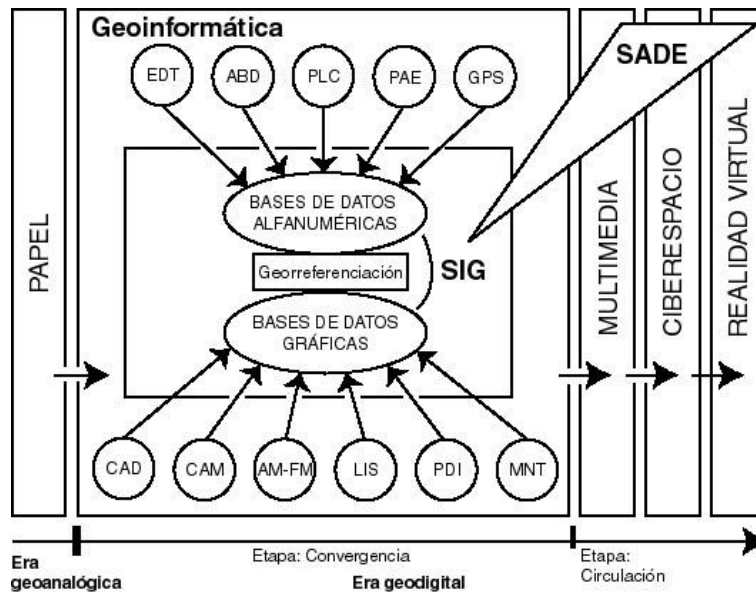 Geoinformática
SADE
EDT
ABD
PLC
PAE
GPS
BASES DE DATOS
ALFANUMÉRICAS
Georreferenciación
SIG
BASES DE DATOS
GRÁFICAS
CAD
CAM
AM-FM
LIS
PDI
MNT
PAPEL
MULTIMEDIA
CIBERESPACIO
REALIDAD VIRTUAL
Era
geoanalógica
Etapa: Convergencia
Era geodigital
Etapa:
Circulación